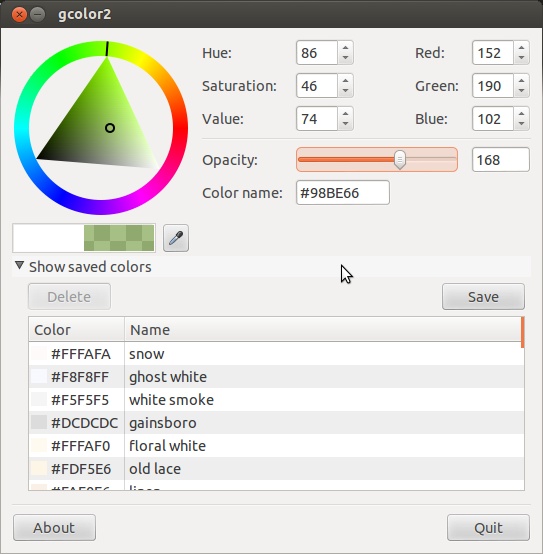 gcolor2
Hue: 86 Red: 152
Saturation: 46 Green: 190
Value: 74 Blue: 102
Opacity: 168
Color name: #98BE66
Show saved colors
Delete Save
Color Name
#FFFAFA snow
#F8F8FF ghost white
#F5F5F5 white smoke
#DCDCDC gainsboro
#FFFAF0 floral white
#FDF5E6 old lace
#FAF0E6 linen
About Quit